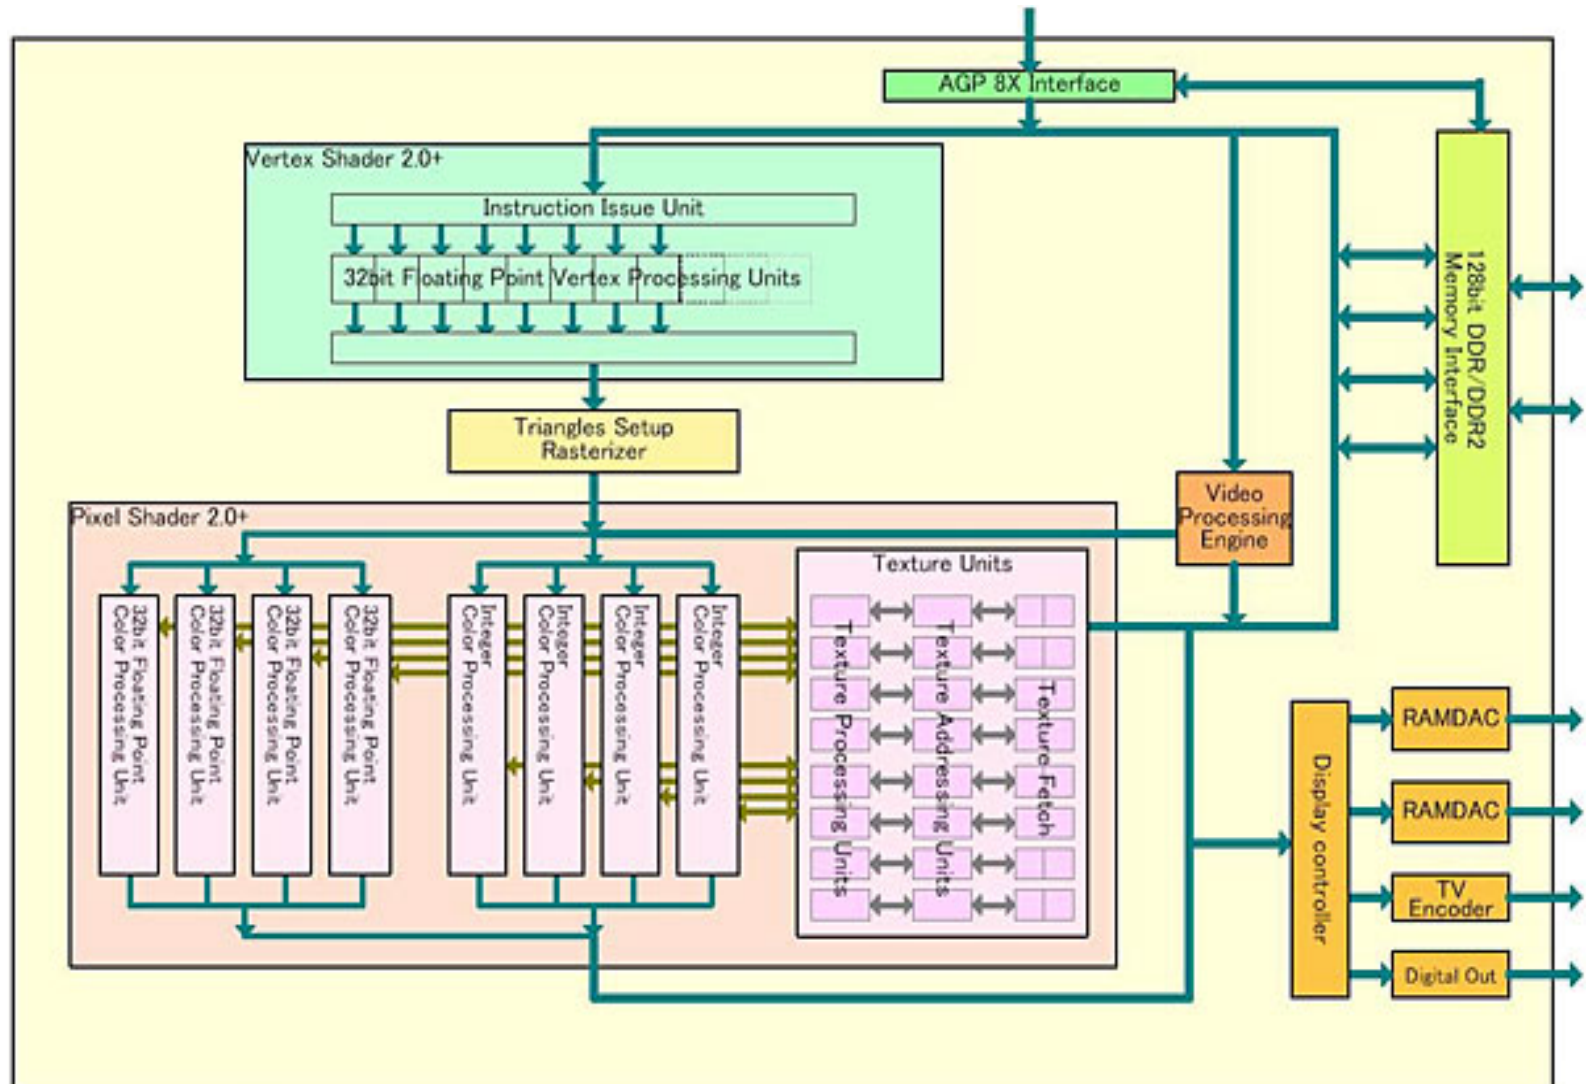 AGP 8X Interface
Vertex Shader 2.0+
Instruction Issue Unit
32bit Floating Point Vertex Processing Units
128bit DDR/DDR2
Memory Interface
Triangles Setup
Rasterizer
Video
Processing
Engine
Pixel Shader 2.0+
32bit Floating Point
Color Processing Unit
32bit Floating Point
Color Processing Unit
32bit Floating Point
Color Processing Unit
32bit Floating Point
Color Processing Unit
Integer
Color Processing Unit
Integer
Color Processing Unit
Integer
Color Processing Unit
Integer
Color Processing Unit
Texture Units
Texture Processing Units
Texture Addressing Units
Texture Fetch
Display controller
RAMDAC
RAMDAC
TV
Encoder
Digital Out